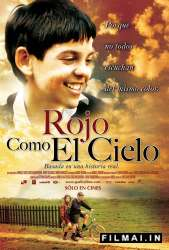 Porque
no todos
escuchan
del mismo color.
Rojo
Como El Cielo
Basada en una historia real.
SÓLO EN CINES
FILMAI.IN